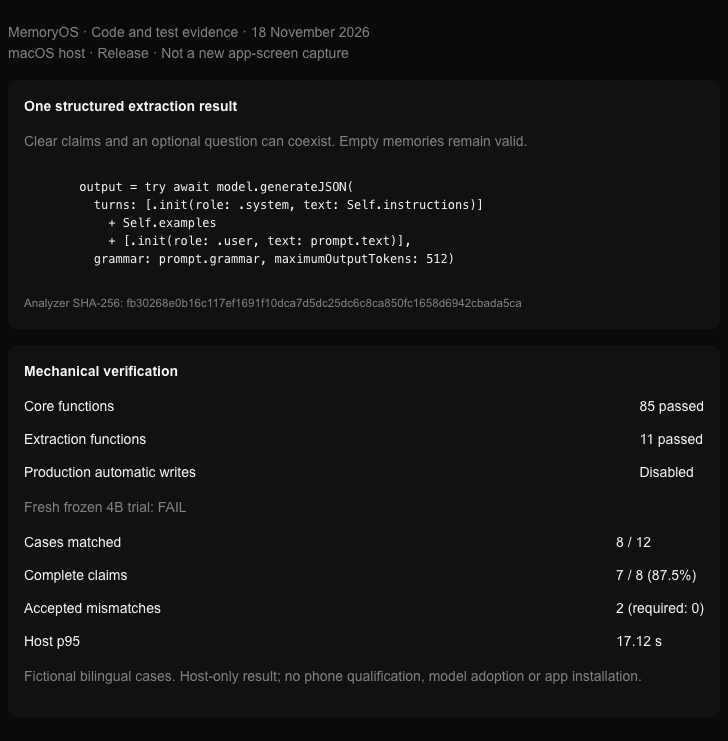 MemoryOS · Code and test evidence · 18 November 2026
macOS host · Release · Not a new app-screen capture
One structured extraction result
Clear claims and an optional question can coexist. Empty memories remain valid.
output = try await model.generateJSON(
turns: [.init(role: .system, text: Self.instructions)]
+ Self.examples
+ [.init(role: .user, text: prompt.text)],
grammar: prompt.grammar, maximumOutputTokens: 512)
Analyzer SHA-256: fb30268e0b16c117ef1691f10dca7d5dc25dc6c8ca850fc1658d6942cbada5ca
Mechanical verification
Core functions 85 passed
Extraction functions 11 passed
Production automatic writes Disabled
Fresh frozen 4B trial: FAIL
Cases matched 8 / 12
Complete claims 7 / 8 (87.5%)
Accepted mismatches 2 (required: 0)
Host p95 17.12 s
Fictional bilingual cases. Host-only result; no phone qualification, model adoption or app installation.